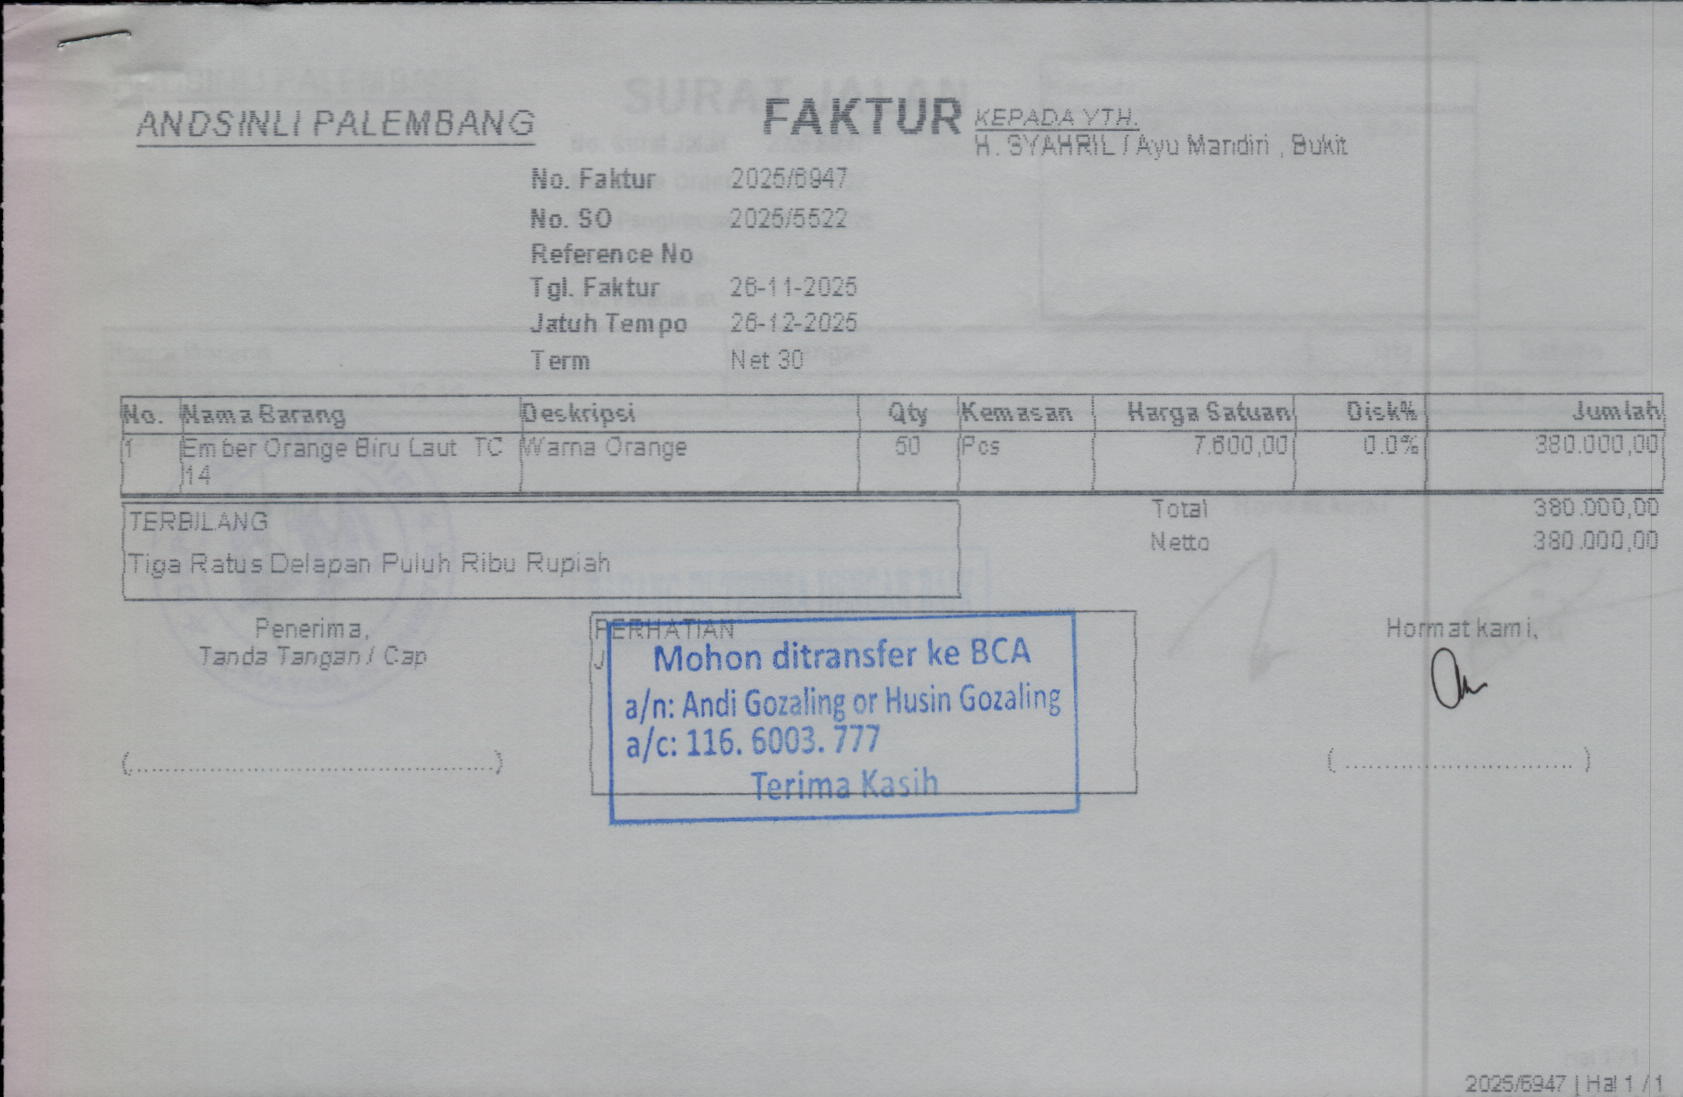 ANDSINLI PALEMBANG
FAKTUR
KEPADA YTH.
H. SYAHRIL / Ayu Mandiri , Bukit
No. Faktur 2025/6947
No. SO 2025/5522
Reference No
Tgl. Faktur 26-11-2025
Jatuh Tempo 26-12-2025
Term Net 30
No. Nama Barang Deskripsi Qty Kemasan Harga Satuan Disk% Jumlah
1 Ember Orange Biru Laut TC Warna Orange 50 Pcs 7.600,00 0.0% 380.000,00
14
TERBILANG
Tiga Ratus Delapan Puluh Ribu Rupiah
Total 380.000,00
Netto 380.000,00
Penerima,
Tanda Tangan / Cap
PERHATIAN
J
Mohon ditransfer ke BCA
a/n: Andi Gozaling or Husin Gozaling
a/c: 116. 6003. 777
Terima Kasih
Hormat kami,
2025/6947 | Hal 1 / 1